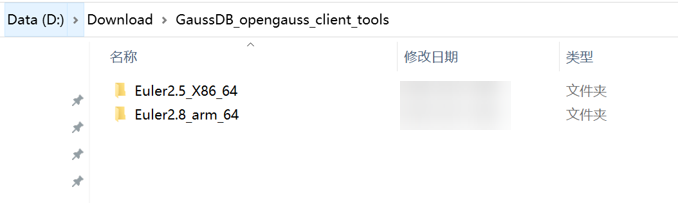 Data (D:) > Download > GaussDB_opengauss_client_tools
名称 修改日期 类型
Euler2.5_X86_64 文件夹
Euler2.8_arm_64 文件夹